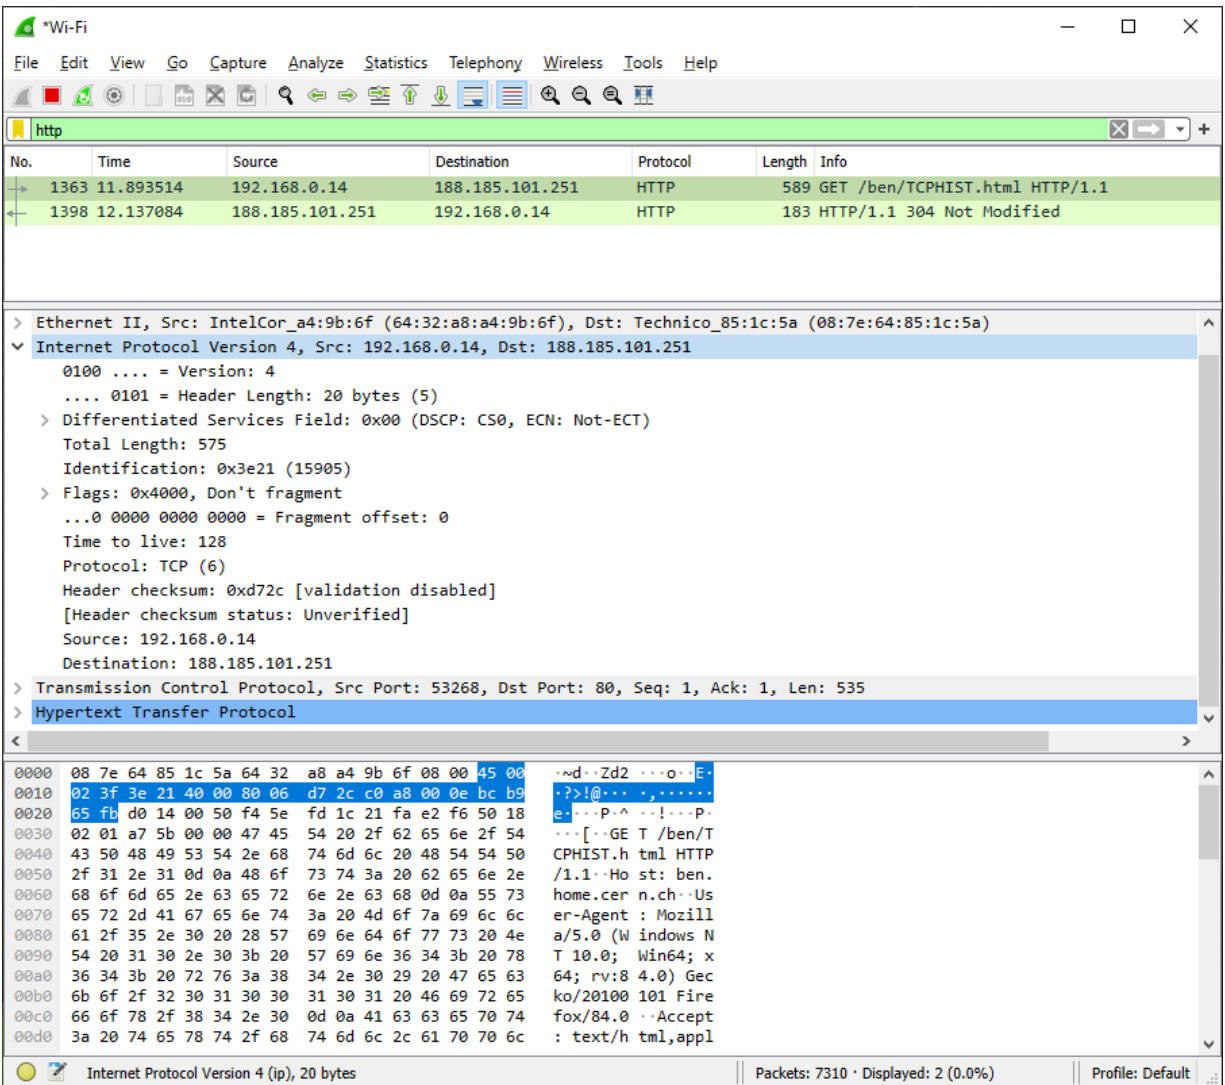 *Wi-Fi
File Edit View Go Capture Analyze Statistics Telephony Wireless Tools Help
http
No. Time Source Destination Protocol Length Info
1363 11.893514 192.168.0.14 188.185.101.251 HTTP 589 GET /ben/TCPHIST.html HTTP/1.1
1398 12.137084 188.185.101.251 192.168.0.14 HTTP 183 HTTP/1.1 304 Not Modified
Ethernet II, Src: IntelCor_a4:9b:6f (64:32:a8:a4:9b:6f), Dst: Technico_85:1c:5a (08:7e:64:85:1c:5a)
Internet Protocol Version 4, Src: 192.168.0.14, Dst: 188.185.101.251
0100 .... = Version: 4
.... 0101 = Header Length: 20 bytes (5)
Differentiated Services Field: 0x00 (DSCP: CS0, ECN: Not-ECT)
Total Length: 575
Identification: 0x3e21 (15905)
Flags: 0x4000, Don't fragment
...0 0000 0000 0000 = Fragment offset: 0
Time to live: 128
Protocol: TCP (6)
Header checksum: 0xd72c [validation disabled]
[Header checksum status: Unverified]
Source: 192.168.0.14
Destination: 188.185.101.251
Transmission Control Protocol, Src Port: 53268, Dst Port: 80, Seq: 1, Ack: 1, Len: 535
Hypertext Transfer Protocol
0000 08 7e 64 85 1c 5a 64 32 a8 a4 9b 6f 08 00 45 00 ·~d··Zd2 ···o··E·
0010 02 3f 3e 21 40 00 80 06 d7 2c c0 a8 00 0e bc b9 ·?>!@··· ·,······
0020 65 fb d0 14 00 50 f4 5e fd 1c 21 fa e2 f6 50 18 e····P·^ ··!···P·
0030 02 01 a7 5b 00 00 47 45 54 20 2f 62 65 6e 2f 54 ···[··GE T /ben/T
0040 43 50 48 49 53 54 2e 68 74 6d 6c 20 48 54 54 50 CPHIST.h tml HTTP
0050 2f 31 2e 31 0d 0a 48 6f 73 74 3a 20 62 65 6e 2e /1.1··Ho st: ben.
0060 68 6f 6d 65 2e 63 65 72 6e 2e 63 68 0d 0a 55 73 home.cer n.ch··Us
0070 65 72 2d 41 67 65 6e 74 3a 20 4d 6f 7a 69 6c 6c er-Agent : Mozill
0080 61 2f 35 2e 30 20 28 57 69 6e 64 6f 77 73 20 4e a/5.0 (W indows N
0090 54 20 31 30 2e 30 3b 20 57 69 6e 36 34 3b 20 78 T 10.0;  Win64; x
00a0 36 34 3b 20 72 76 3a 38 34 2e 30 29 20 47 65 63 64; rv:8 4.0) Gec
00b0 6b 6f 2f 32 30 31 30 30 31 30 31 20 46 69 72 65 ko/20100 101 Fire
00c0 66 6f 78 2f 38 34 2e 30 0d 0a 41 63 63 65 70 74 fox/84.0 ··Accept
00d0 3a 20 74 65 78 74 2f 68 74 6d 6c 2c 61 70 70 6c : text/h tml,appl
Internet Protocol Version 4 (ip), 20 bytes Packets: 7310 · Displayed: 2 (0.0%) Profile: Default